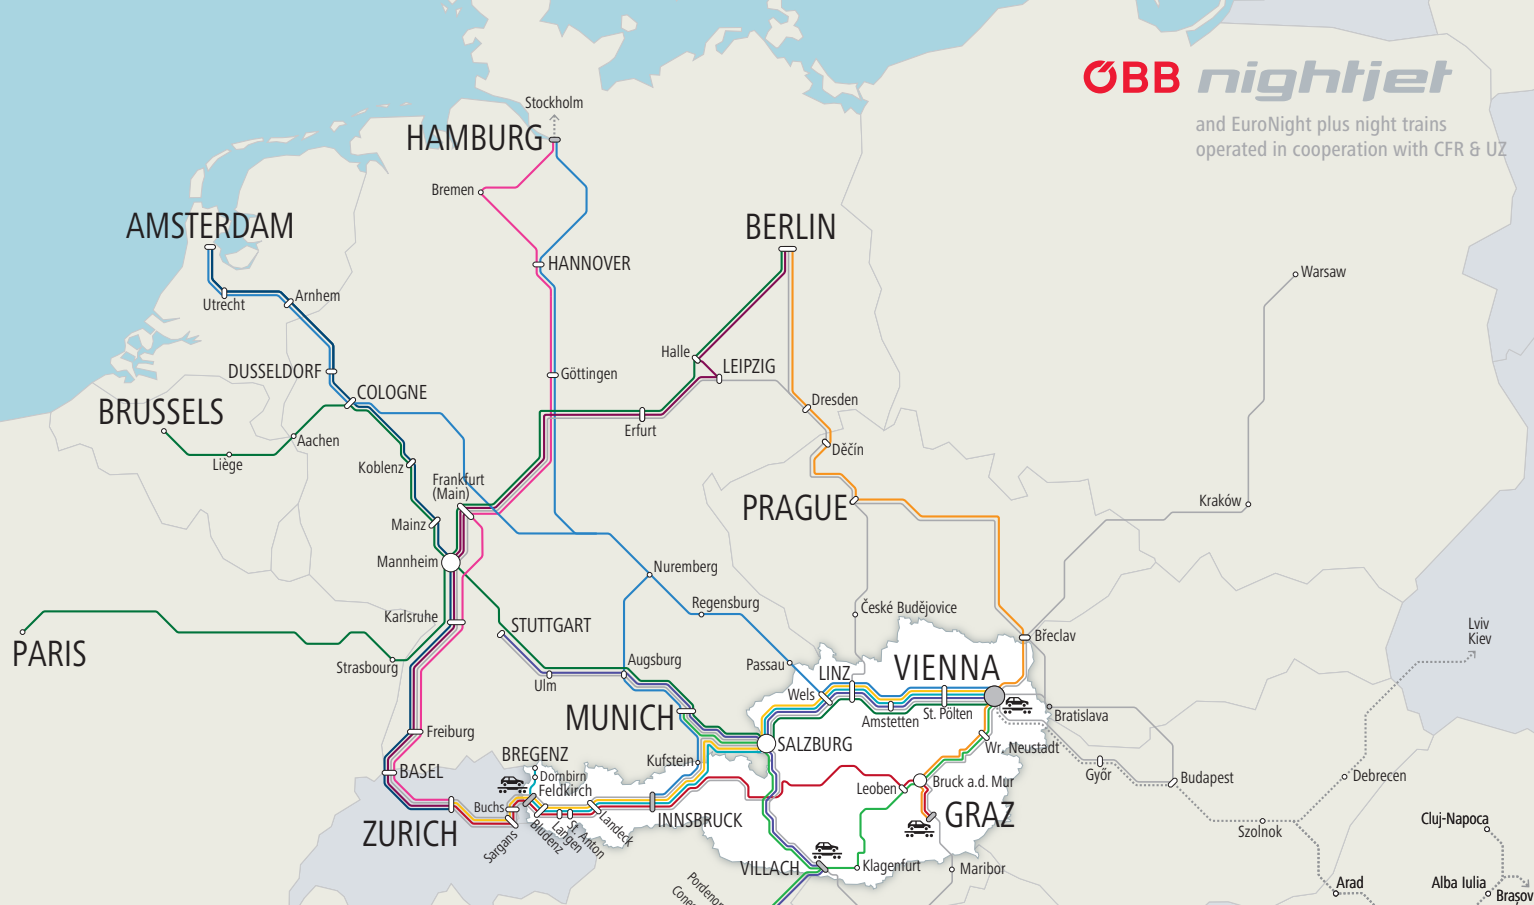 ÖBB nightjet
and EuroNight plus night trains
operated in cooperation with CFR & UZ
Stockholm
HAMBURG
Bremen
AMSTERDAM
BERLIN
HANNOVER
Warsaw
Utrecht
Arnhem
Halle
LEIPZIG
DUSSELDORF
Göttingen
COLOGNE
Dresden
BRUSSELS
Erfurt
Aachen
Děčín
Liège
Koblenz
Frankfurt
(Main)
PRAGUE
Kraków
Mainz
Mannheim
Nuremberg
Karlsruhe
Regensburg
České Budějovice
STUTTGART
Lviv
Kiev
Břeclav
PARIS
Strasbourg
Augsburg
Passau
LINZ
VIENNA
Ulm
Wels
MUNICH
Amstetten
St. Pölten
Bratislava
Freiburg
SALZBURG
Wr. Neustadt
BREGENZ
Kufstein
BASEL
Dornbirn
Feldkirch
Leoben
Bruck a.d. Mur
Győr
Budapest
Debrecen
Buchs
ZURICH
Sargans
Bludenz
Langen
St. Anton
Landeck
INNSBRUCK
GRAZ
Szolnok
Cluj-Napoca
VILLACH
Klagenfurt
Maribor
Arad
Alba Iulia
Brașov